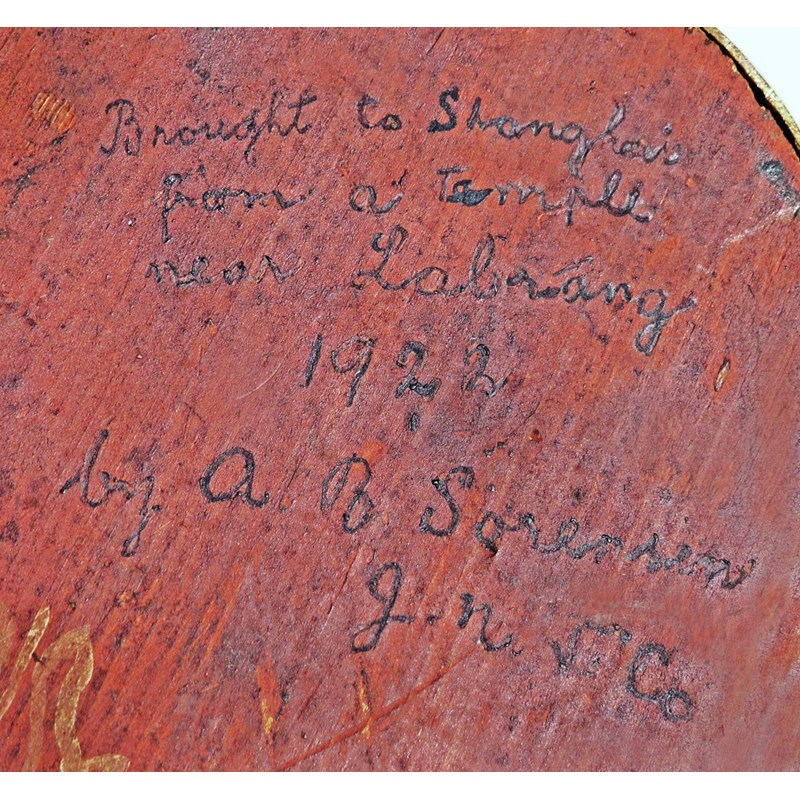 Brought to Shanghai
from a temple
near Labrang
1922
by A. B Sorensen
J. n. & Co